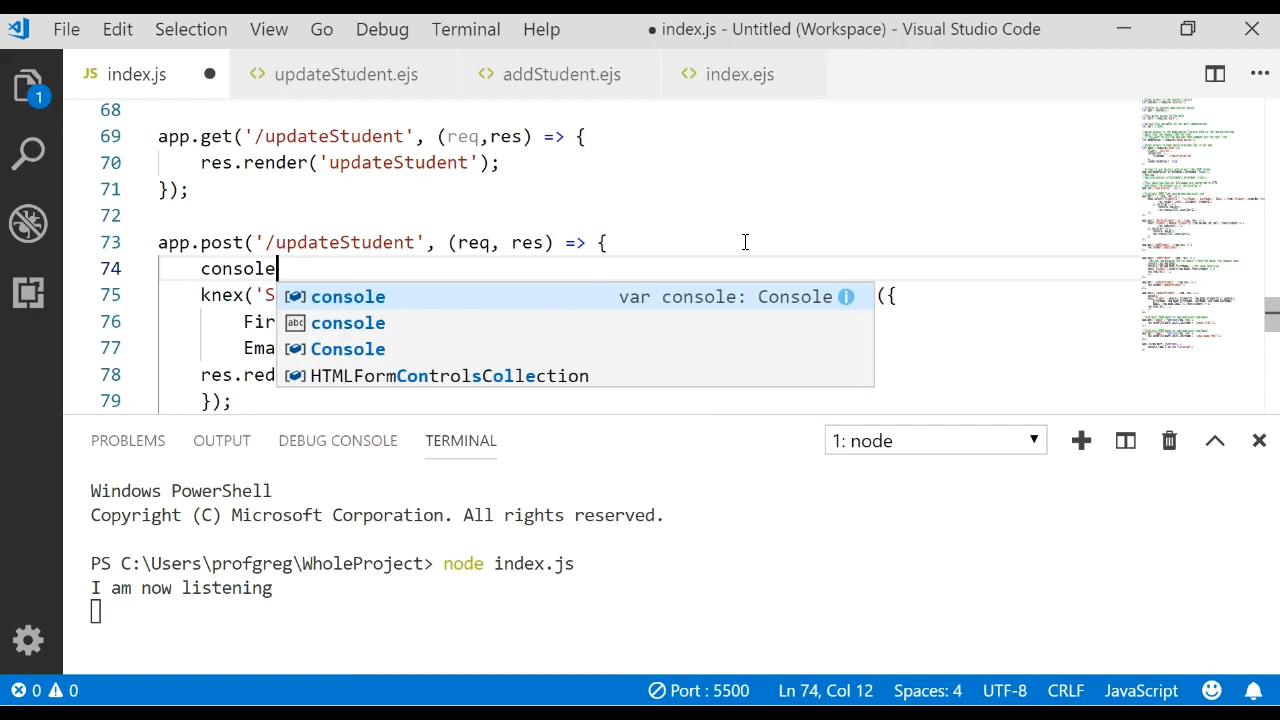 File Edit Selection View Go Debug Terminal Help ● index.js - Untitled (Workspace) - Visual Studio Code
JS index.js ● <> updateStudent.ejs <> addStudent.ejs <> index.ejs
1
68
69 app.get('/updateStudent', (req, res) => {
70 res.render('updateStudent');
71 });
72
73 app.post('/updateStudent', (req, res) => {
74 console
75 knex('S ({
76 Fir
77 Ema
78 res.red
79 });
console var console: Console
console
Console
HTMLFormControlsCollection
PROBLEMS OUTPUT DEBUG CONSOLE TERMINAL 1: node
Windows PowerShell
Copyright (C) Microsoft Corporation. All rights reserved.
PS C:\Users\profgreg\WholeProject> node index.js
I am now listening
0 0 Port : 5500 Ln 74, Col 12 Spaces: 4 UTF-8 CRLF JavaScript